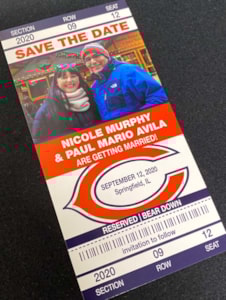 SECTION ROW SEAT
2020 09 12
SAVE THE DATE
NICOLE MURPHY
& PAUL MARIO AVILA
ARE GETTING MARRIED!
SEPTEMBER 12, 2020
Springfield, IL
RESERVED | BEAR DOWN
invitation to follow
2020 09 12
SECTION ROW SEAT